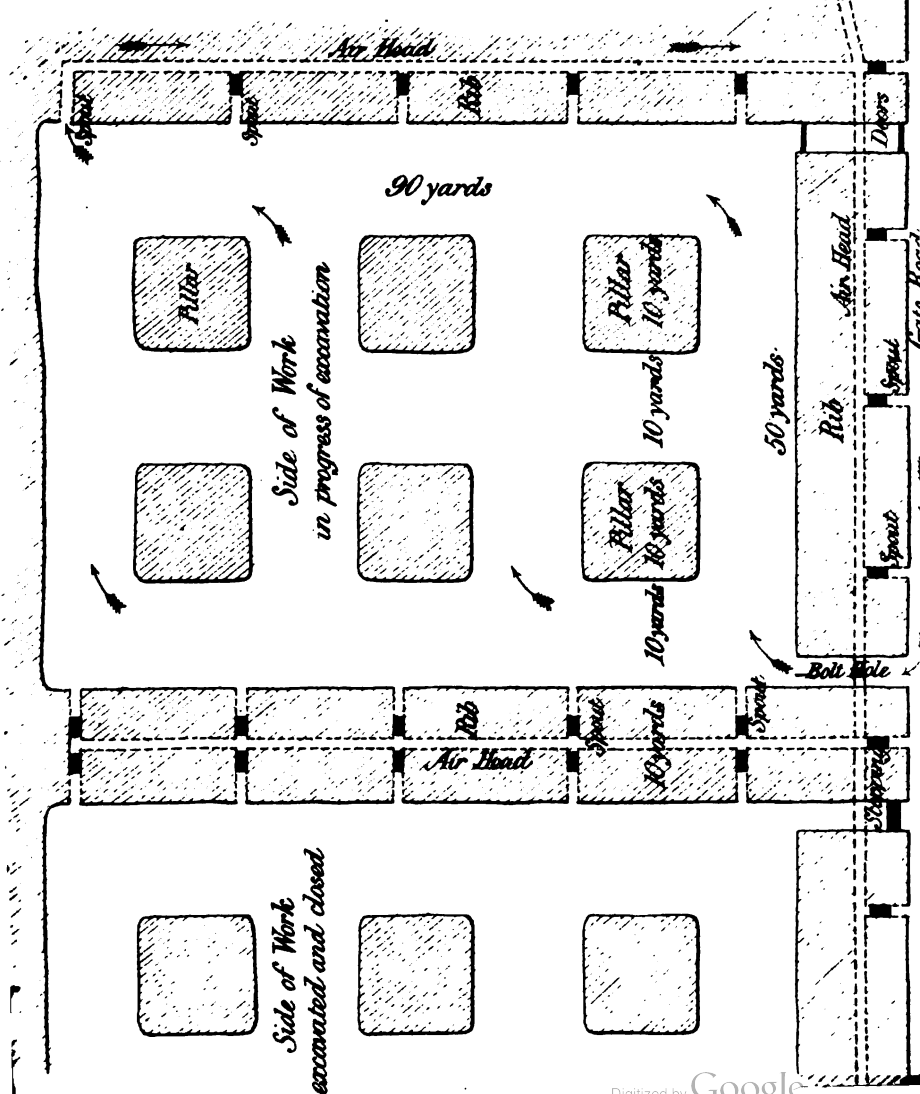 Air Head
Spout
Spout
Rib
Doors
90 yards
Pillar
Pillar
10 yards
Air Head
Side of Work
in progress of excavation
10 yards
50 yards
Rib
Spout
Pillar
10 yards
Spout
10 yards
Bolt Hole
Rib
Spout
10 yards
Spout
Air Head
Stopping
Side of Work
excavated and closed
Digitized by Google